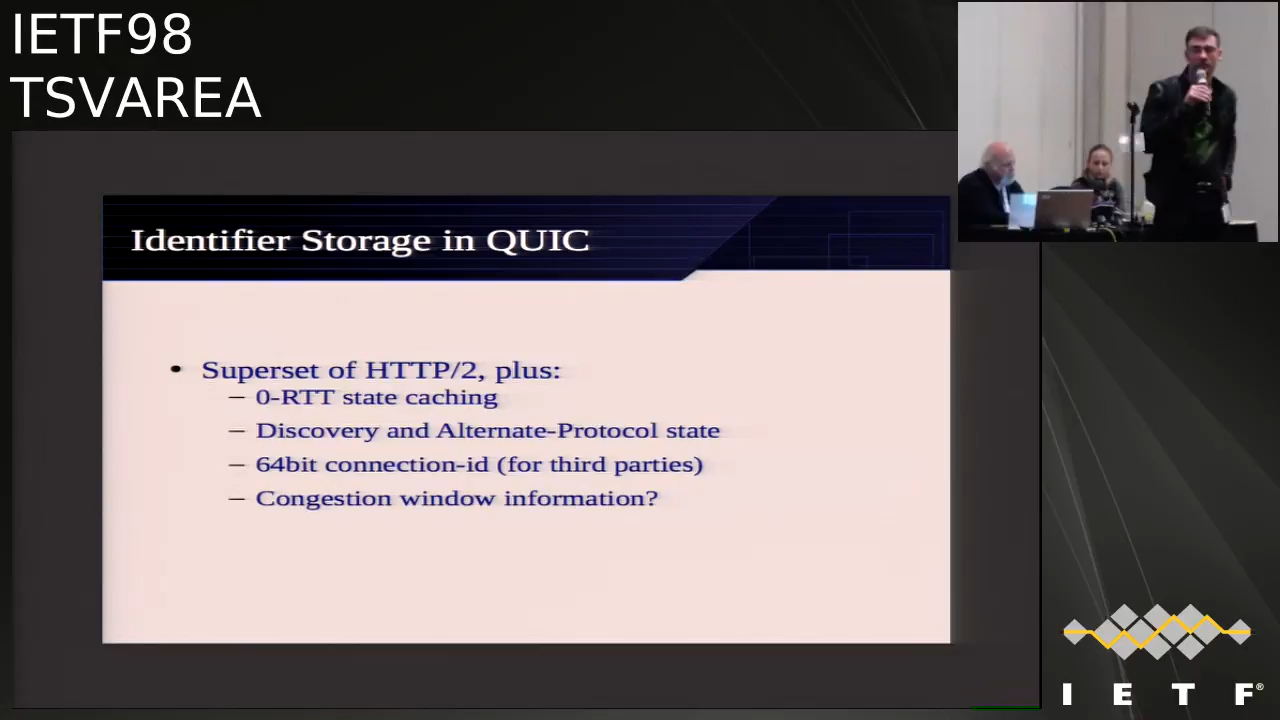 IETF98
TSVAREA
Identifier Storage in QUIC
• Superset of HTTP/2, plus:
– 0-RTT state caching
– Discovery and Alternate-Protocol state
– 64bit connection-id (for third parties)
– Congestion window information?
I E T F®